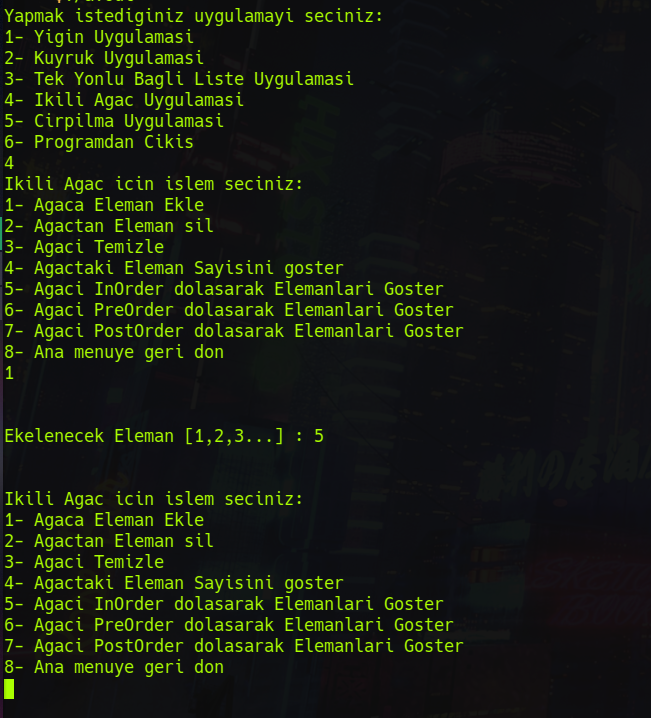 Yapmak istediginiz uygulamayi seciniz:
1- Yigin Uygulamasi
2- Kuyruk Uygulamasi
3- Tek Yonlu Bagli Liste Uygulamasi
4- Ikili Agac Uygulamasi
5- Cirpilma Uygulamasi
6- Programdan Cikis
4
Ikili Agac icin islem seciniz:
1- Agaca Eleman Ekle
2- Agactan Eleman sil
3- Agaci Temizle
4- Agactaki Eleman Sayisini goster
5- Agaci InOrder dolasarak Elemanlari Goster
6- Agaci PreOrder dolasarak Elemanlari Goster
7- Agaci PostOrder dolasarak Elemanlari Goster
8- Ana menuye geri don
1
Ekelenecek Eleman [1,2,3...] : 5
Ikili Agac icin islem seciniz:
1- Agaca Eleman Ekle
2- Agactan Eleman sil
3- Agaci Temizle
4- Agactaki Eleman Sayisini goster
5- Agaci InOrder dolasarak Elemanlari Goster
6- Agaci PreOrder dolasarak Elemanlari Goster
7- Agaci PostOrder dolasarak Elemanlari Goster
8- Ana menuye geri don